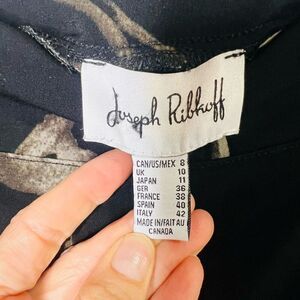 Joseph Ribkoff
CAN/US/MEX 8
UK 10
JAPAN 11
GER 36
FRANCE 38
SPAIN 40
ITALY 42
MADE IN/FAIT AU
CANADA